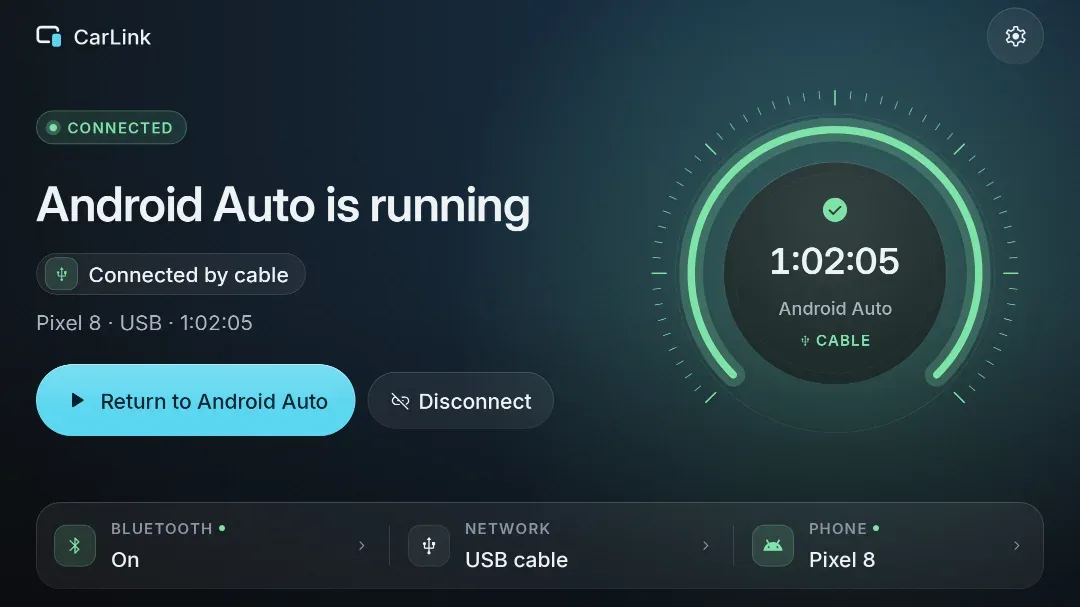 CarLink
CONNECTED
Android Auto is running
Connected by cable
Pixel 8 · USB · 1:02:05
Return to Android Auto
Disconnect
1:02:05
Android Auto
CABLE
BLUETOOTH
On
NETWORK
USB cable
PHONE
Pixel 8